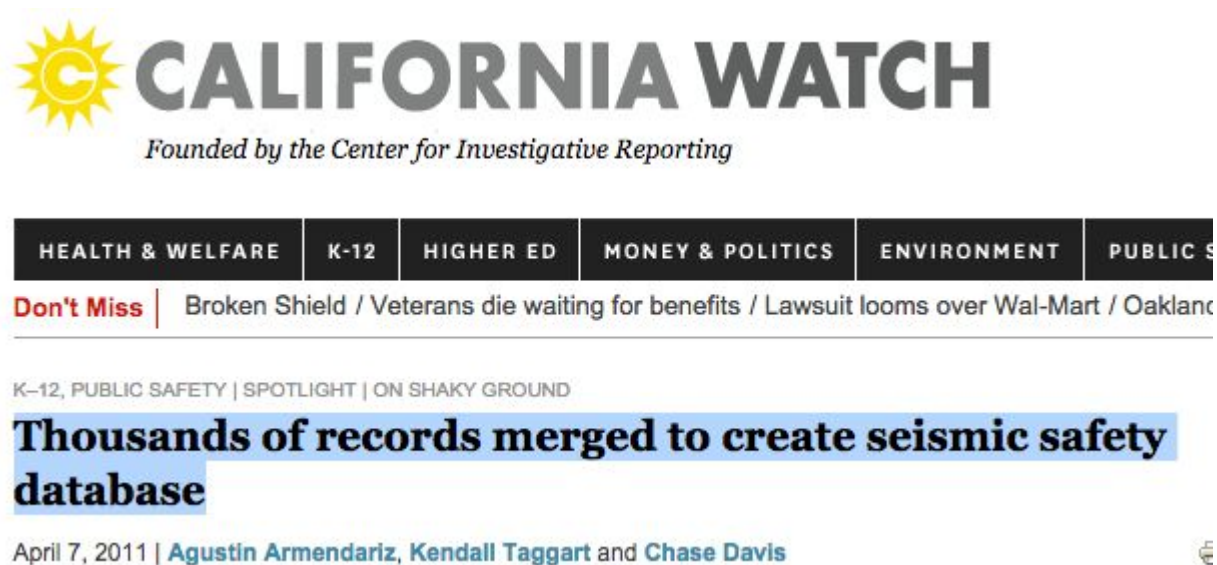 CALIFORNIA WATCH
Founded by the Center for Investigative Reporting
HEALTH & WELFARE K-12 HIGHER ED MONEY & POLITICS ENVIRONMENT PUBLIC S
Don't Miss Broken Shield / Veterans die waiting for benefits / Lawsuit looms over Wal-Mart / Oakland
K–12, PUBLIC SAFETY | SPOTLIGHT | ON SHAKY GROUND
Thousands of records merged to create seismic safety
database
April 7, 2011 | Agustin Armendariz, Kendall Taggart and Chase Davis